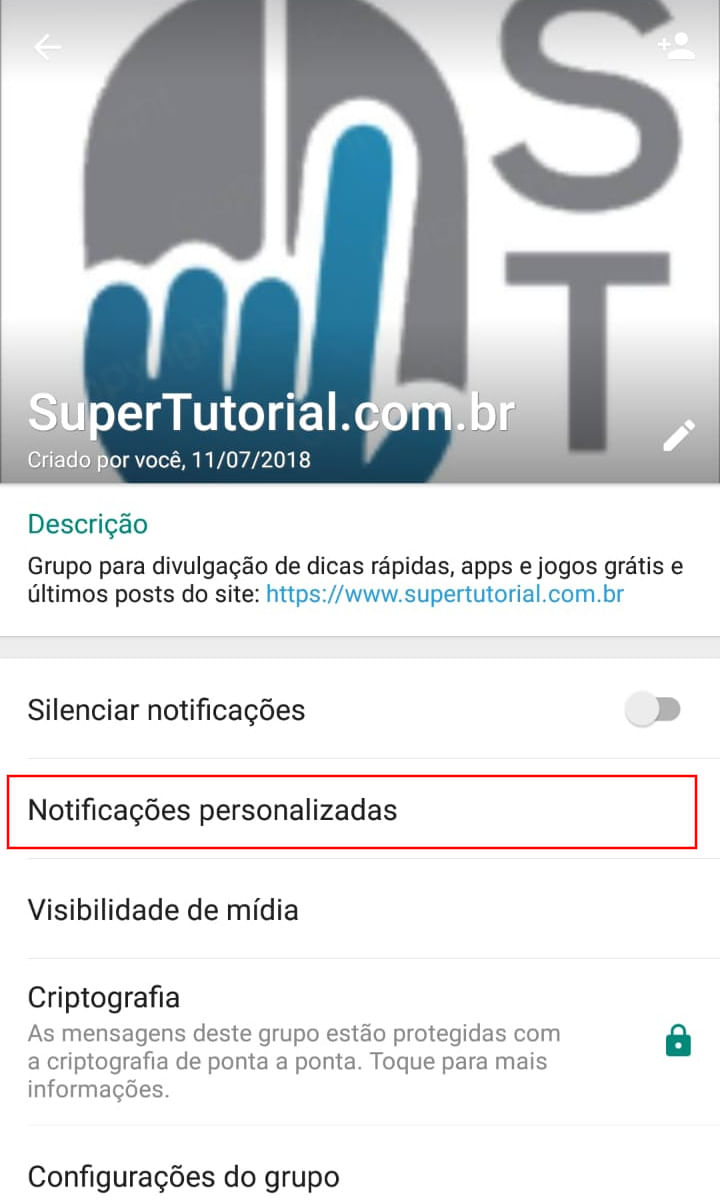 S
T
SuperTutorial.com.br
Criado por você, 11/07/2018
Descrição
Grupo para divulgação de dicas rápidas, apps e jogos grátis e
últimos posts do site: https://www.supertutorial.com.br
Silenciar notificações
Notificações personalizadas
Visibilidade de mídia
Criptografia
As mensagens deste grupo estão protegidas com
a criptografia de ponta a ponta. Toque para mais
informações.
Configurações do grupo